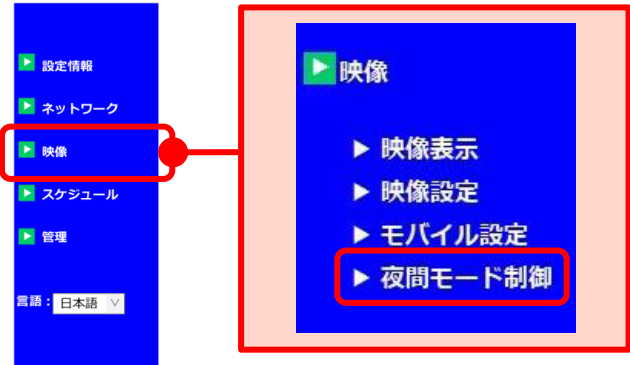 設定情報
ネットワーク
映像
スケジュール
管理
言語： 日本語
映像
映像表示
映像設定
モバイル設定
夜間モード制御